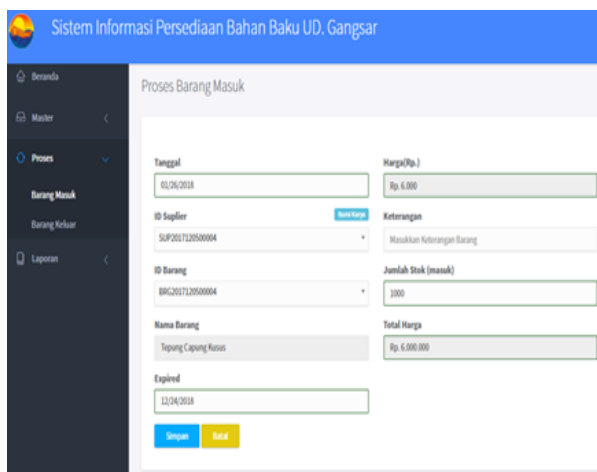 Sistem Informasi Persediaan Bahan Baku UD. Gangsar
Beranda
Master
Proses
Barang Masuk
Barang Keluar
Laporan
Proses Barang Masuk
Tanggal
01/26/2018
ID Suplier
Bumi Karya
SUP2017120500004
ID Barang
BRG2017120500004
Nama Barang
Tepung Capung Kusus
Expired
12/24/2018
Simpan
Batal
Harga(Rp.)
Rp. 6.000
Keterangan
Masukkan Keterangan Barang
Jumlah Stok (masuk)
1000
Total Harga
Rp. 6.000.000